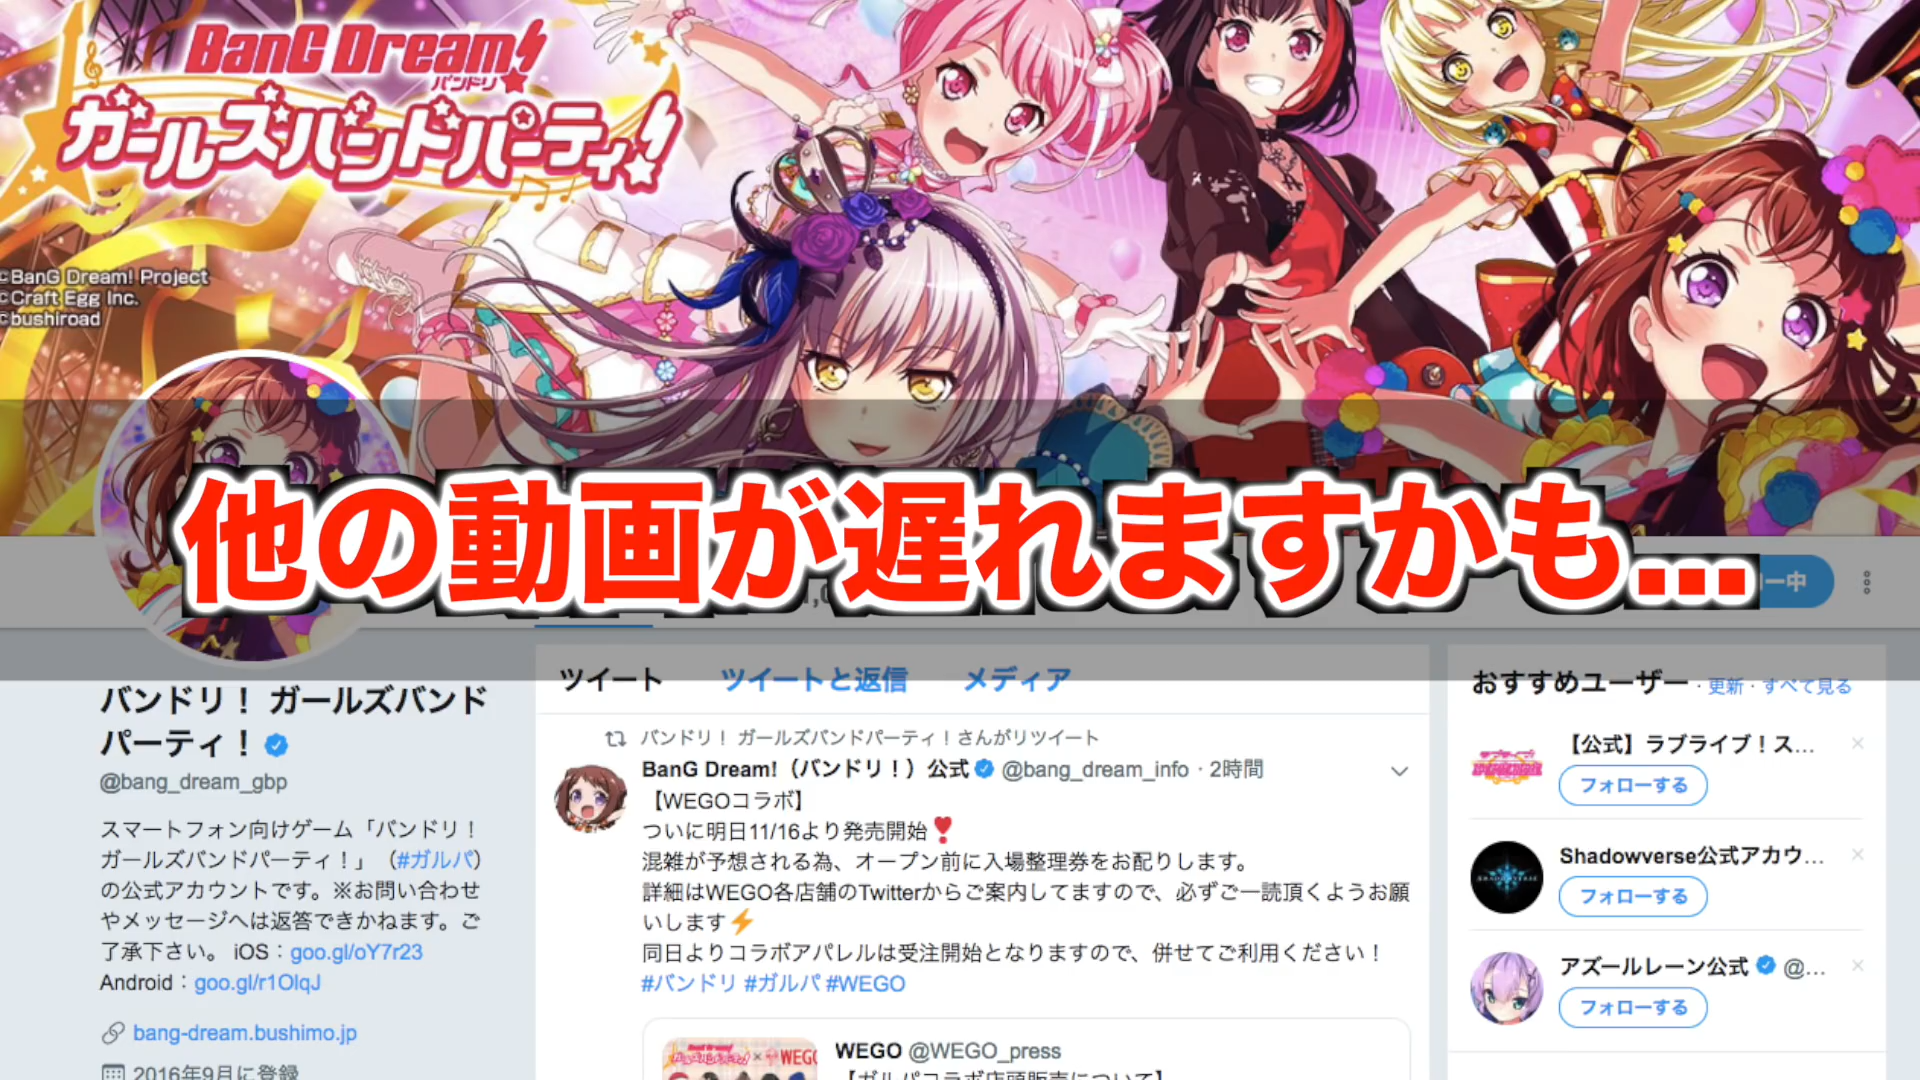 BanG Dream!
バンドリ
ガールズバンドパーティ!
©BanG Dream! Project
©Craft Egg Inc.
©bushiroad
他の動画が遅れますかも...
ー中
バンドリ! ガールズバンド
パーティ!
@bang_dream_gbp
スマートフォン向けゲーム「バンドリ!
ガールズバンドパーティ!」(#ガルパ)
の公式アカウントです。※お問い合わせ
やメッセージへは返答できかねます。ご
了承下さい。 iOS:goo.gl/oY7r23
Android:goo.gl/r1OlqJ
bang-dream.bushimo.jp
2016年9月に登録
ツイート ツイートと返信 メディア
バンドリ! ガールズバンドパーティ!さんがリツイート
BanG Dream!(バンドリ!)公式 @bang_dream_info · 2時間
【WEGOコラボ】
ついに明日11/16より発売開始❣
混雑が予想される為、オープン前に入場整理券をお配りします。
詳細はWEGO各店舗のTwitterからご案内してますので、必ずご一読頂くようお願
いします⚡
同日よりコラボアパレルは受注開始となりますので、併せてご利用ください!
#バンドリ #ガルパ #WEGO
WEGO @WEGO_press
【ガルパコラボ店頭販売について】
おすすめユーザー · 更新 · すべて見る
【公式】ラブライブ!ス...
フォローする
Shadowverse公式アカウ...
フォローする
アズールレーン公式 @...
フォローする